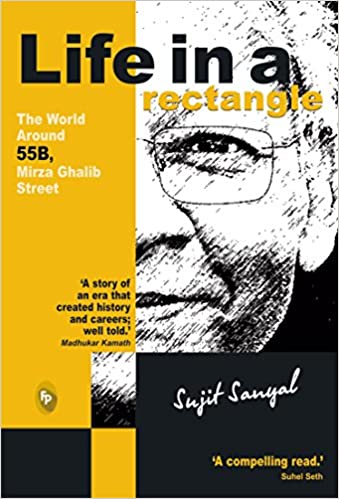 Life in a
rectangle
The World
Around
55B,
Mirza Ghalib
Street
'A story of
an era that
created history
and careers;
well told.'
Madhukar Kamath
FP
Sujit Sanyal
'A compelling read.'
Suhel Seth